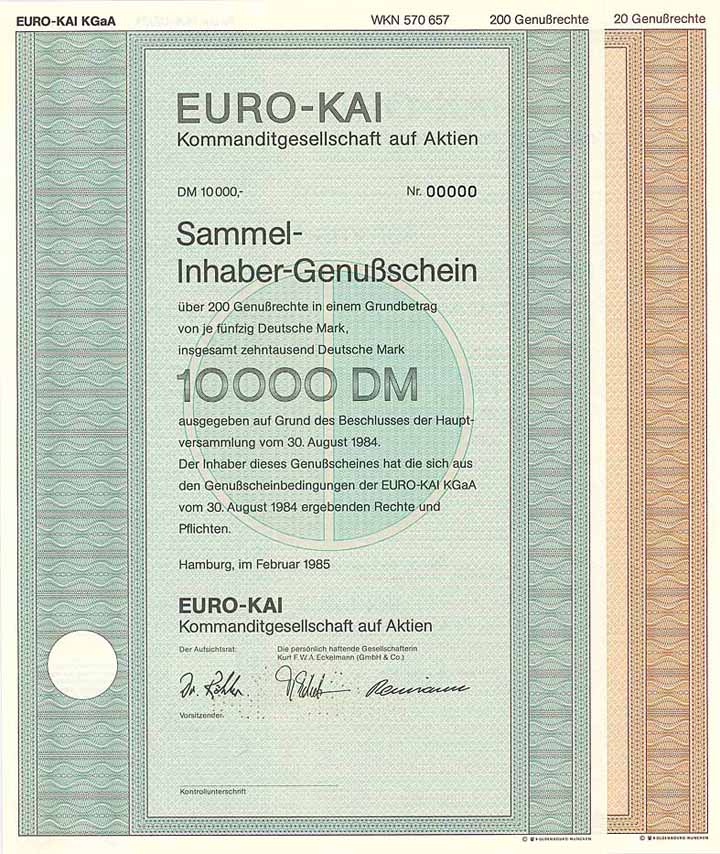 EURO-KAI KGaA WKN 570 657 200 Genußrechte 20 Genußrechte
EURO-KAI
Kommanditgesellschaft auf Aktien
DM 10 000,- Nr. 00000
Sammel-
Inhaber-Genußschein
über 200 Genußrechte in einem Grundbetrag
von je fünfzig Deutsche Mark,
insgesamt zehntausend Deutsche Mark
10000 DM
ausgegeben auf Grund des Beschlusses der Haupt-
versammlung vom 30. August 1984.
Der Inhaber dieses Genußscheines hat die sich aus
den Genußscheinbedingungen der EURO-KAI KGaA
vom 30. August 1984 ergebenden Rechte und
Pflichten.
Hamburg, im Februar 1985
EURO-KAI
Kommanditgesellschaft auf Aktien
Der Aufsichtsrat: Die persönlich haftende Gesellschafterin
Kurt F.W.A. Eckelmann (GmbH & Co.)
Vorsitzender.
Kontrollunterschrift